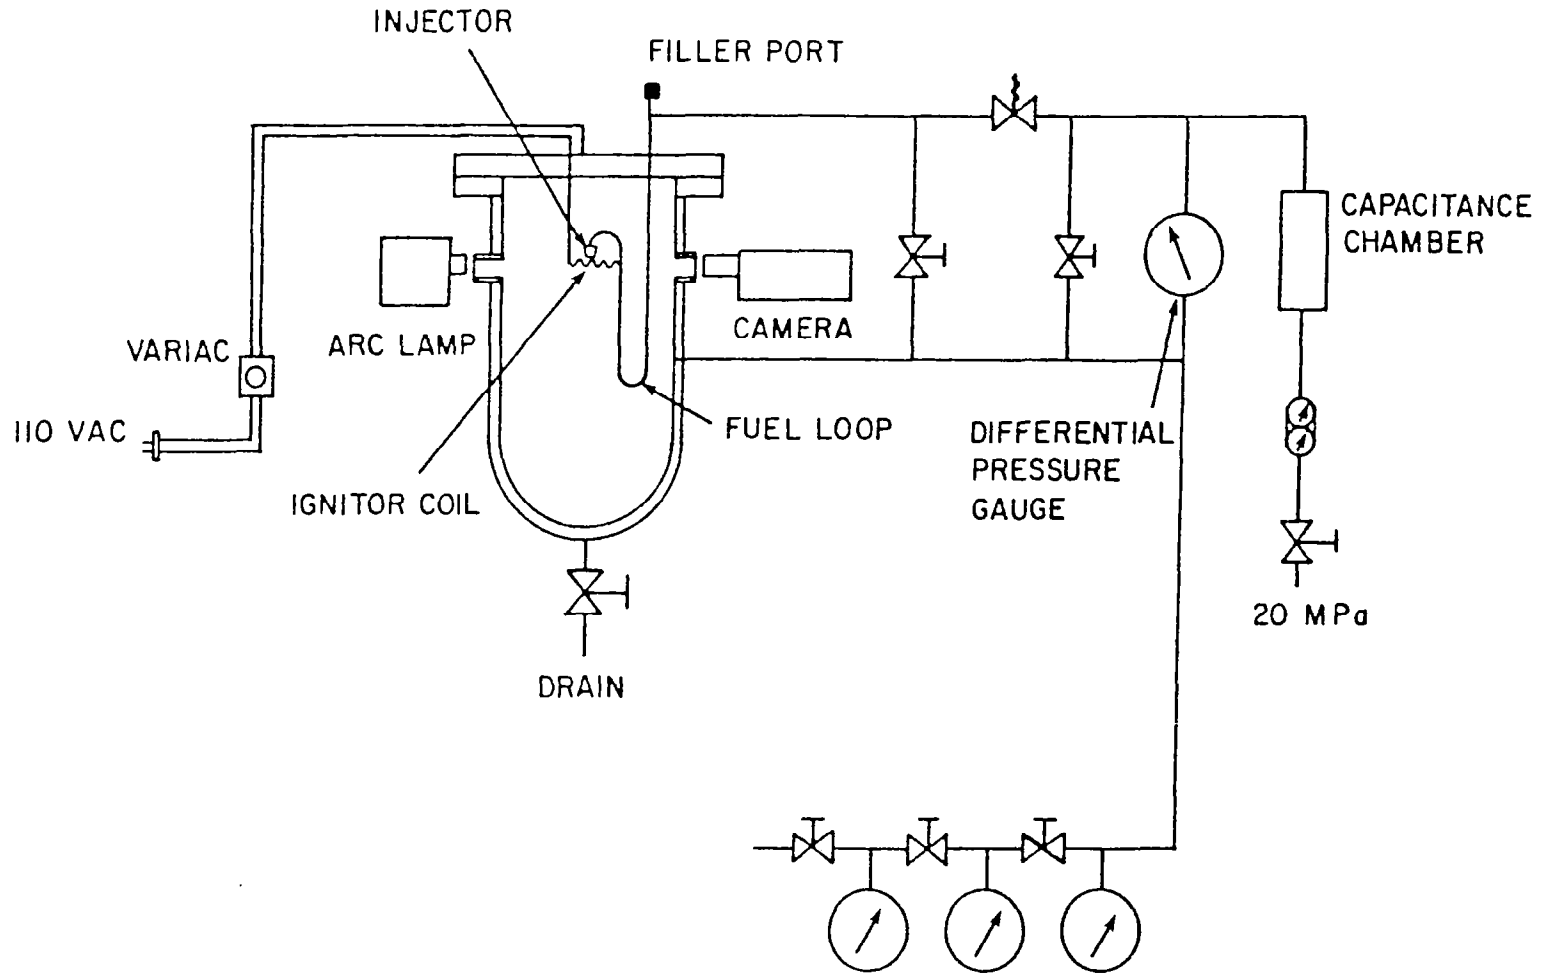 INJECTOR
FILLER PORT
CAPACITANCE
CHAMBER
CAMERA
ARC LAMP
VARIAC
110 VAC
FUEL LOOP
DIFFERENTIAL
PRESSURE
GAUGE
IGNITOR COIL
20 MPa
DRAIN